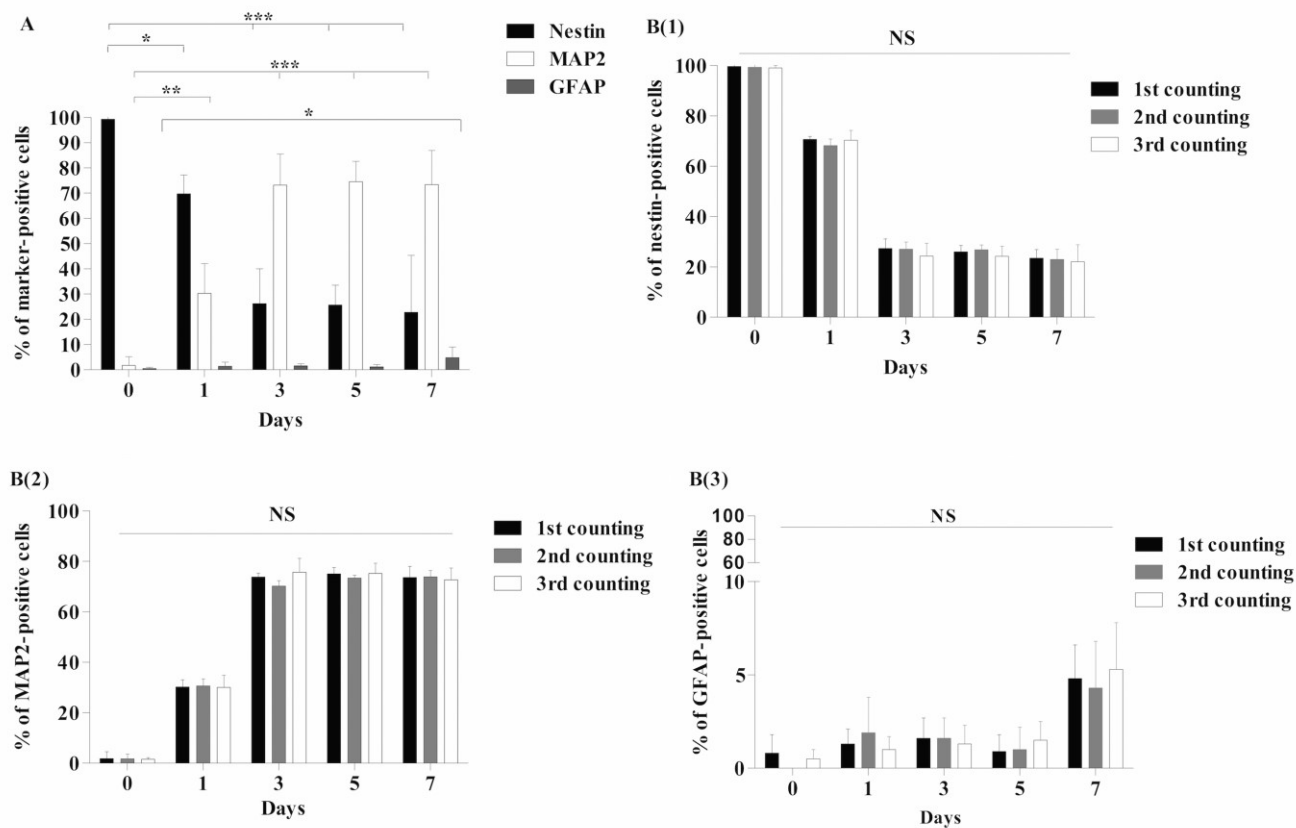 A
***
*
***
**
*
Nestin
MAP2
GFAP
% of marker-positive cells
100
90
80
70
60
50
40
30
20
10
0
0 1 3 5 7
Days
B(1)
NS
1st counting
2nd counting
3rd counting
% of nestin-positive cells
100
80
60
40
20
0
0 1 3 5 7
Days
B(2)
NS
1st counting
2nd counting
3rd counting
% of MAP2-positive cells
100
80
60
40
20
0
0 1 3 5 7
Days
B(3)
NS
1st counting
2nd counting
3rd counting
% of GFAP-positive cells
100
90
80
70
60
10
5
0
0 1 3 5 7
Days